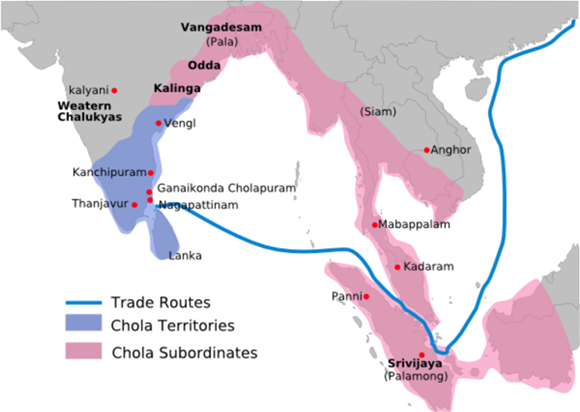 Vangadesam
(Pala)
Odda
Kalinga
kalyani
Weatern
Chalukyas
Vengl
(Siam)
Anghor
Kanchipuram
Ganaikonda Cholapuram
Thanjavur
Nagapattinam
Mabappalam
Lanka
Kadaram
Panni
Trade Routes
Chola Territories
Chola Subordinates
Srivijaya
(Palamong)